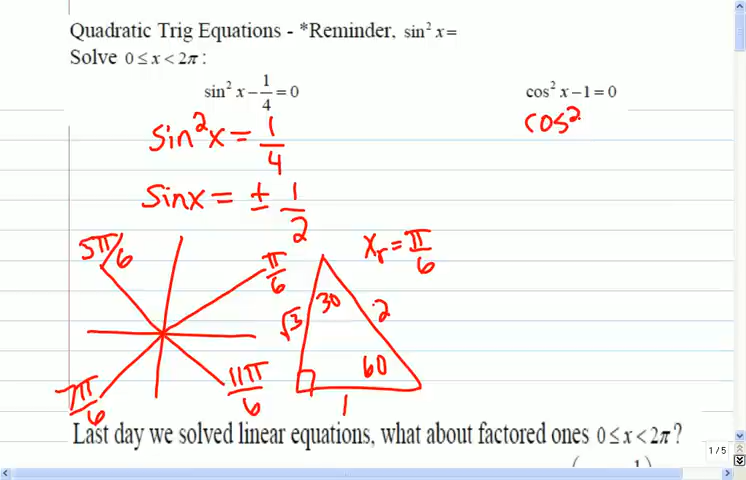 Quadratic Trig Equations - *Reminder, sin² x=
Solve 0 ≤ x < 2π :
sin² x − 1/4 = 0
cos² x − 1 = 0
sin²x = 1/4
cos²
sinx = ± 1/2
xr = π/6
5π/6
π/6
30
√3
2
60
7π/6
11π/6
1
Last day we solved linear equations, what about factored ones 0 ≤ x < 2π ?
1 / 5